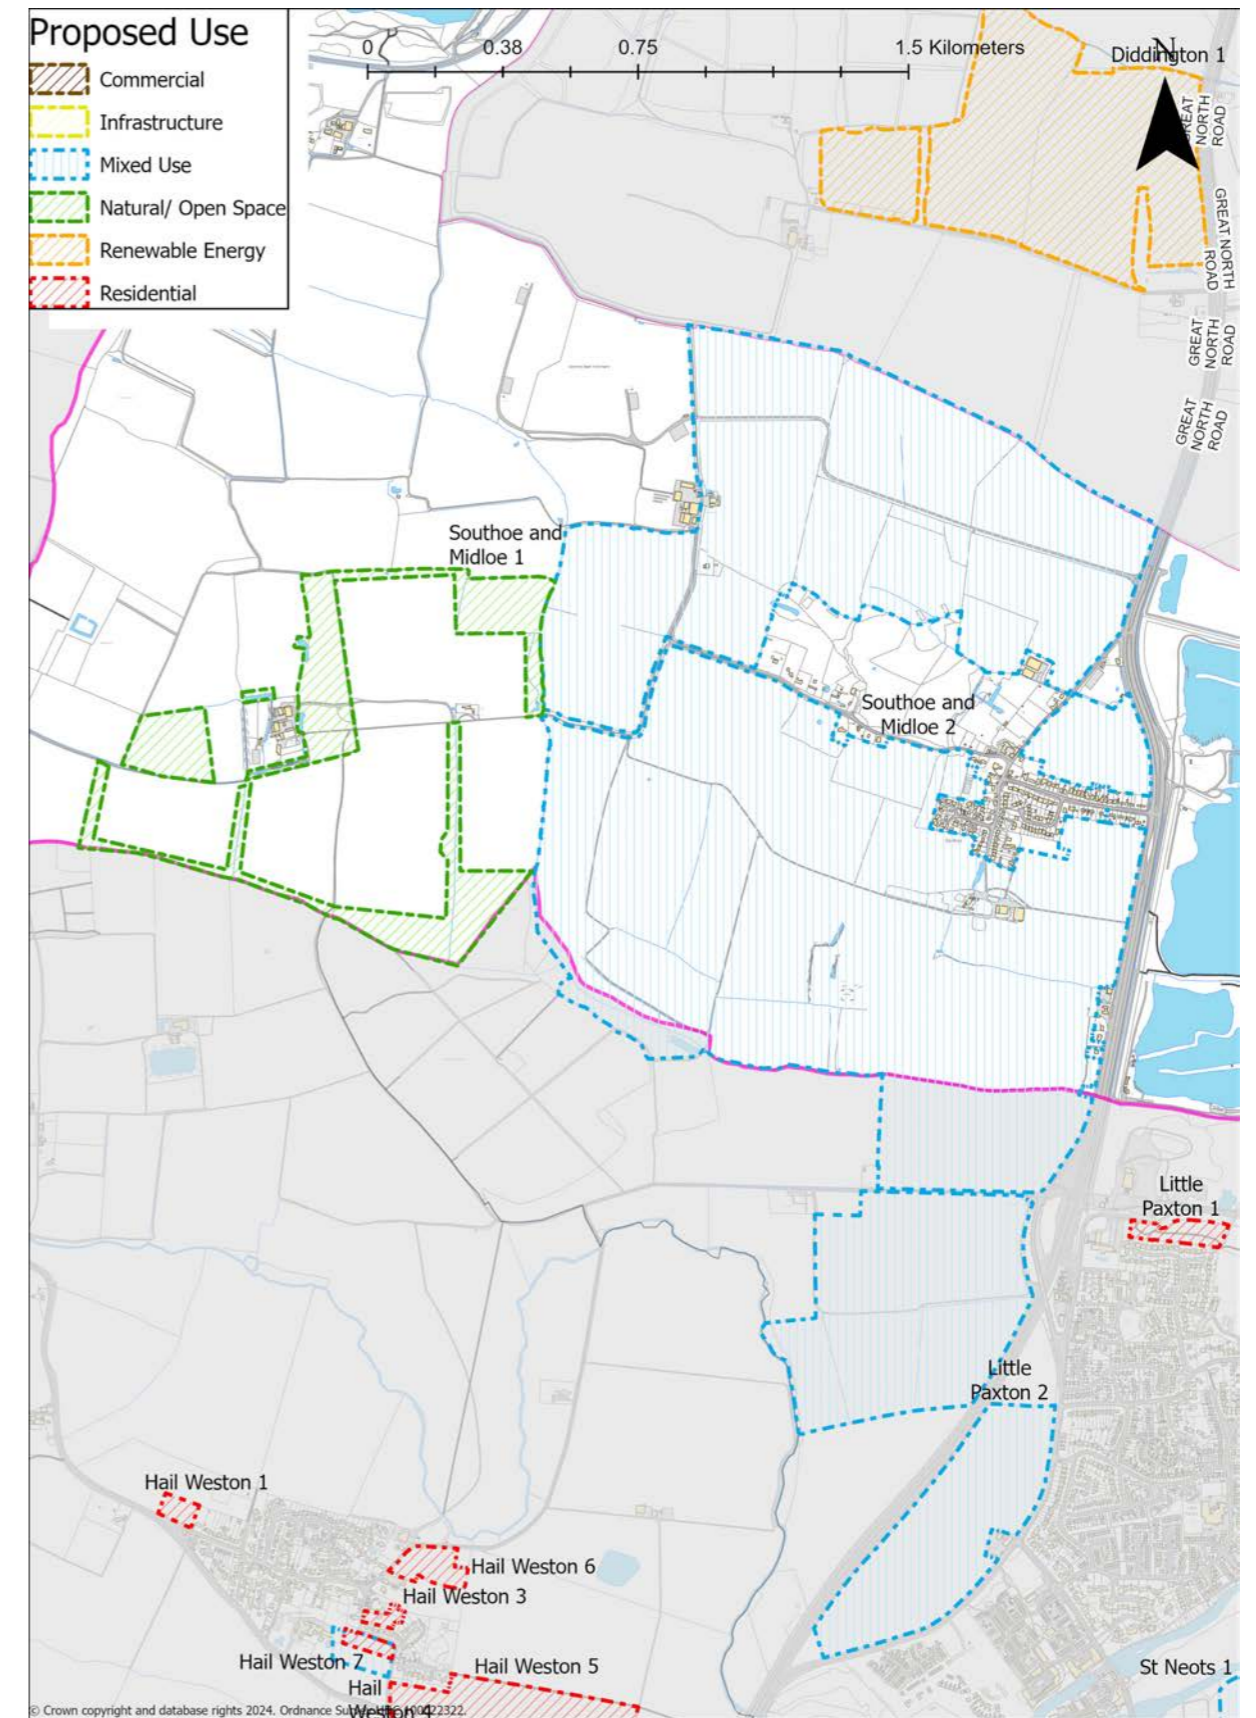 Proposed Use
Commercial
Infrastructure
Mixed Use
Natural/ Open Space
Renewable Energy
Residential
0 0.38 0.75 1.5 Kilometers
N
Diddington 1
GREAT
NORTH
ROAD
GREAT NORTH
ROAD
GREAT
NORTH
ROAD
GREAT
NORTH
ROAD
Southoe and
Midloe 1
Southoe and
Midloe 2
Little
Paxton 1
Little
Paxton 2
Hail Weston 1
Hail Weston 6
Hail Weston 3
Hail Weston 7
Hail Weston 5
Hail
Weston 4
St Neots 1
© Crown copyright and database rights 2024. Ordnance